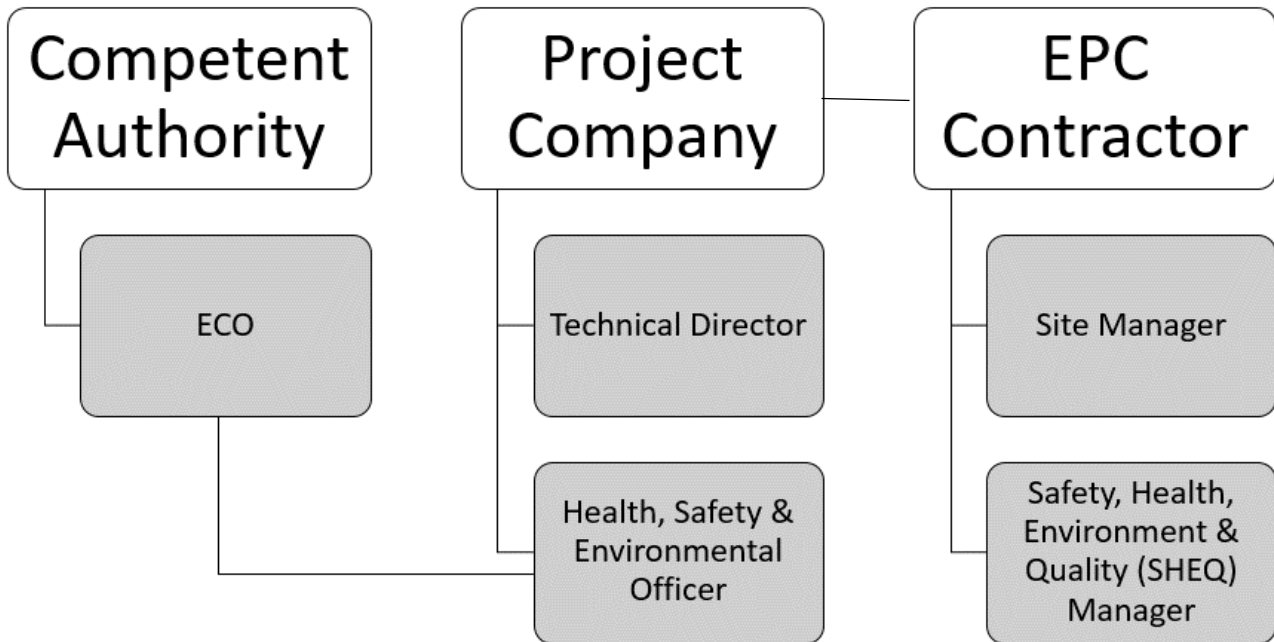 Competent
Authority
Project
Company
EPC
Contractor
ECO
Technical Director
Site Manager
Health, Safety &
Environmental
Officer
Safety, Health,
Environment &
Quality (SHEQ)
Manager